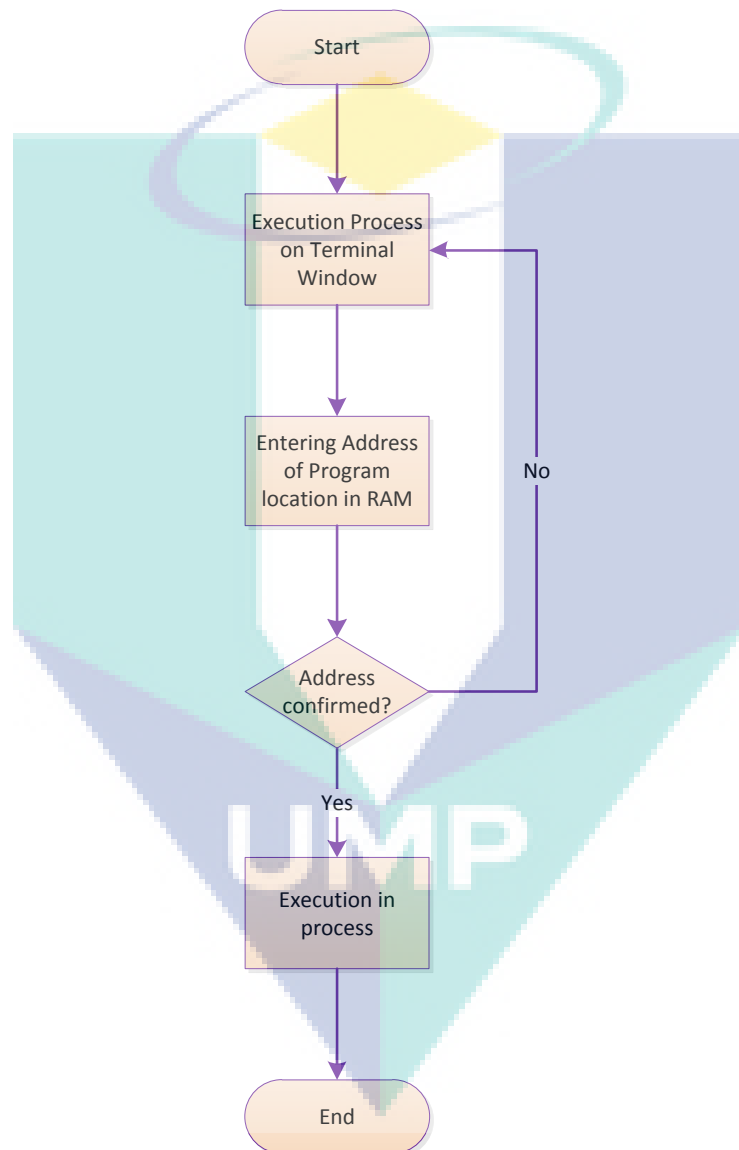 Start
Execution Process
on Terminal
Window
Entering Address
of Program
location in RAM
No
Address
confirmed?
Yes
UMP
Execution in
process
End